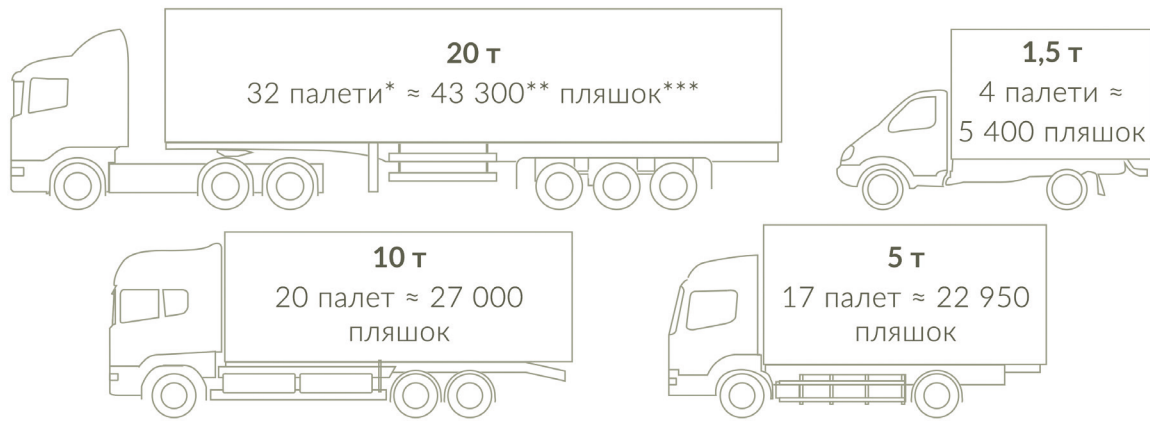 20 т
32 палети* ≈ 43 300** пляшок***
1,5 т
4 палети ≈
5 400 пляшок
10 т
20 палет ≈ 27 000
пляшок
5 т
17 палет ≈ 22 950
пляшок